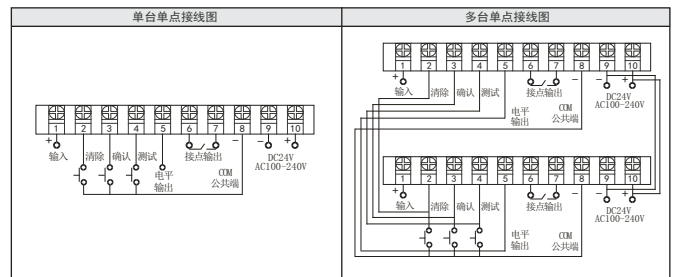 单台单点接线图
多台单点接线图
1 2 3 4 5 6 7 8 9 10
+ － － +
输入 清除 确认 测试 接点输出
电平
输出
COM
公共端
DC24V
AC100-240V
1 2 3 4 5 6 7 8 9 10
+ － － +
输入 清除 确认 测试 接点输出
电平
输出
COM
公共端
DC24V
AC100-240V
1 2 3 4 5 6 7 8 9 10
+ － － +
输入 清除 确认 测试 接点输出
电平
输出
COM
公共端
DC24V
AC100-240V